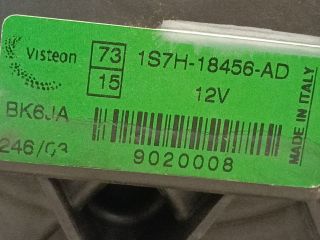 Visteon 73 1S7H-18456-AD
15 12V
BK6JA
246/03 9020008
MADE IN ITALY